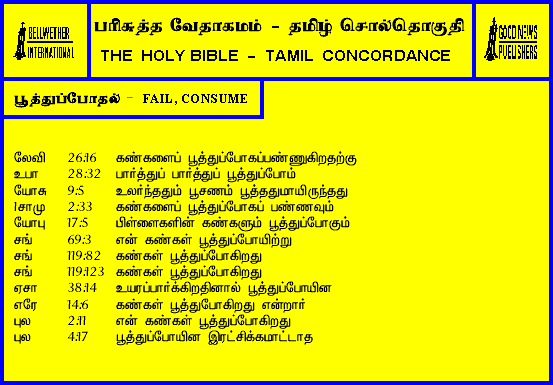 BELLWETHER
INTERNATIONAL
பரிசுத்த வேதாகமம் - தமிழ் சொல்தொகுதி
THE HOLY BIBLE - TAMIL CONCORDANCE
GOOD NEWS
PUBLISHERS
பூத்துப்போதல் - FAIL, CONSUME
லேவி 26:16 கண்களைப் பூத்துப்போகப்பண்ணுகிறதற்கு
உபா 28:32 பார்த்துப் பார்த்துப் பூத்துப்போம்
யோசு 9:5 உலர்ந்ததும் பூசணம் பூத்ததுமாயிருந்தது
1சாமு 2:33 கண்களைப் பூத்துப்போகப் பண்ணவும்
யோபு 17:5 பிள்ளைகளின் கண்களும் பூத்துப்போகும்
சங் 69:3 என் கண்கள் பூத்துப்போயிற்று
சங் 119:82 கண்கள் பூத்துப்போகிறது
சங் 119:123 கண்கள் பூத்துப்போகிறது
ஏசா 38:14 உயரப்பார்க்கிறதினால் பூத்துப்போயின
எரே 14:6 கண்கள் பூத்துபோகிறது என்றார்
புல 2:11 என் கண்கள் பூத்துப்போகிறது
புல 4:17 பூத்துப்போயின இரட்சிக்கமாட்டாத